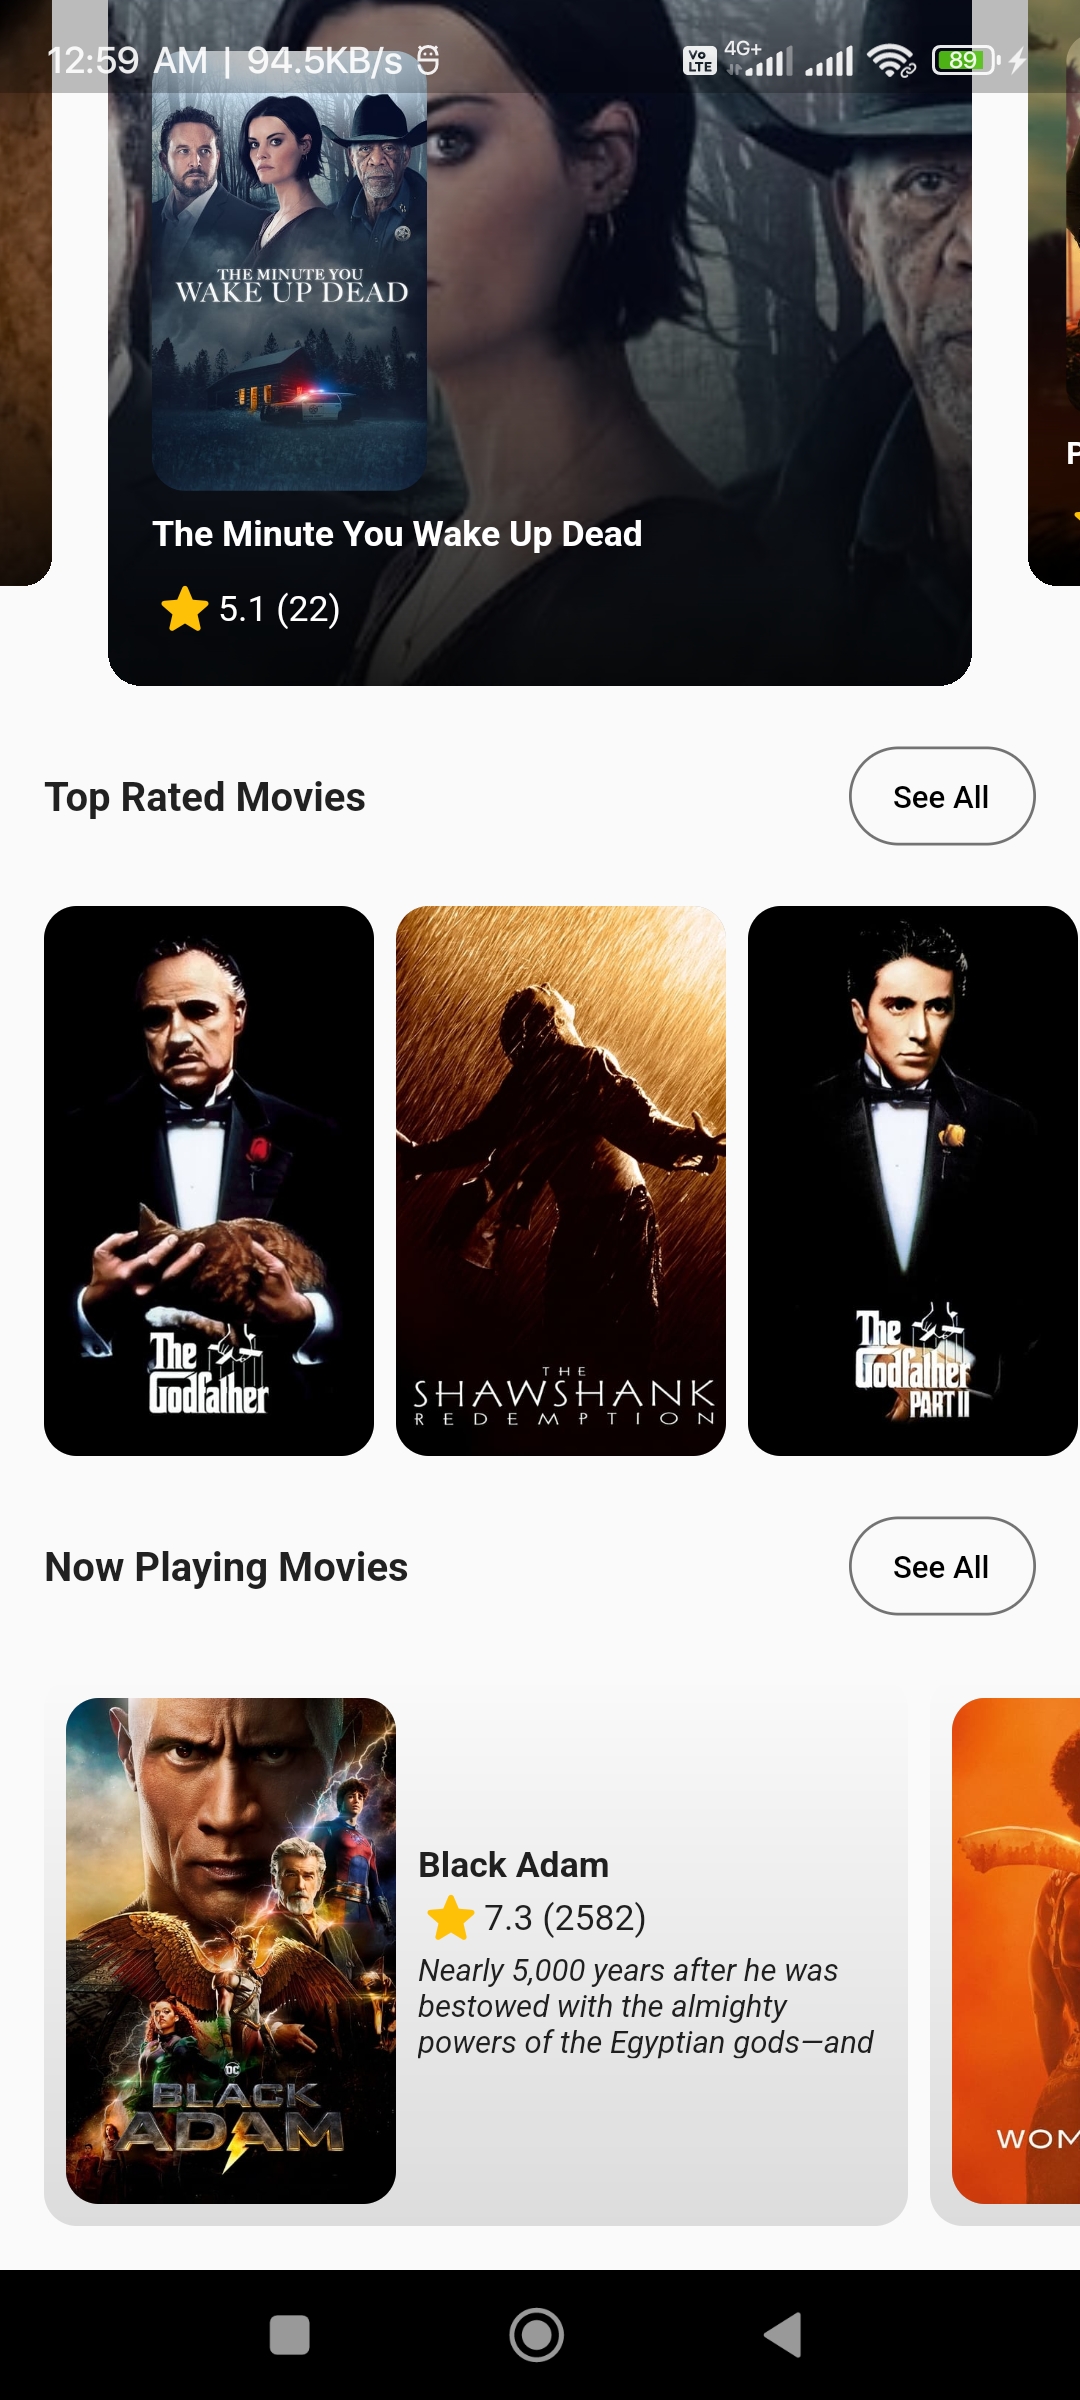 12:59 AM | 94.5KB/s
Vo LTE 4G+ 89
THE MINUTE YOU
WAKE UP DEAD
The Minute You Wake Up Dead
5.1 (22)
P
Top Rated Movies
See All
The
Godfather
THE
SHAWSHANK
REDEMPTION
The
Godfather
PART II
Now Playing Movies
See All
DC
BLACK
ADAM
Black Adam
7.3 (2582)
Nearly 5,000 years after he was
bestowed with the almighty
powers of the Egyptian gods—and
WOM